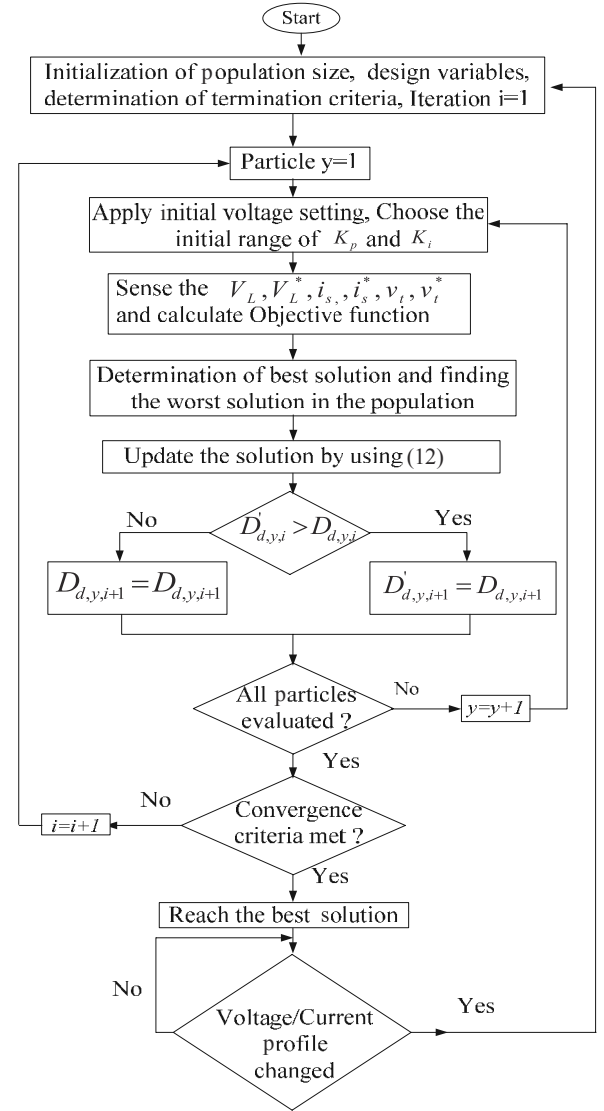 Start
Initialization of population size, design variables,
determination of termination criteria, Iteration i=1
Particle y=1
Apply initial voltage setting, Choose the
initial range of K_p and K_i
Sense the V_L , V_L^* , i_s, , i_s^* , v_t , v_t^*
and calculate Objective function
Determination of best solution and finding
the worst solution in the population
Update the solution by using (12)
D'_{d,y,i} > D_{d,y,i}
No
Yes
D_{d,y,i+1} = D_{d,y,i+1}
D'_{d,y,i+1} = D_{d,y,i+1}
All particles
evaluated ?
No
y=y+1
Yes
Convergence
criteria met ?
No
i=i+1
Yes
Reach the best solution
No
Voltage/Current
profile
changed
Yes